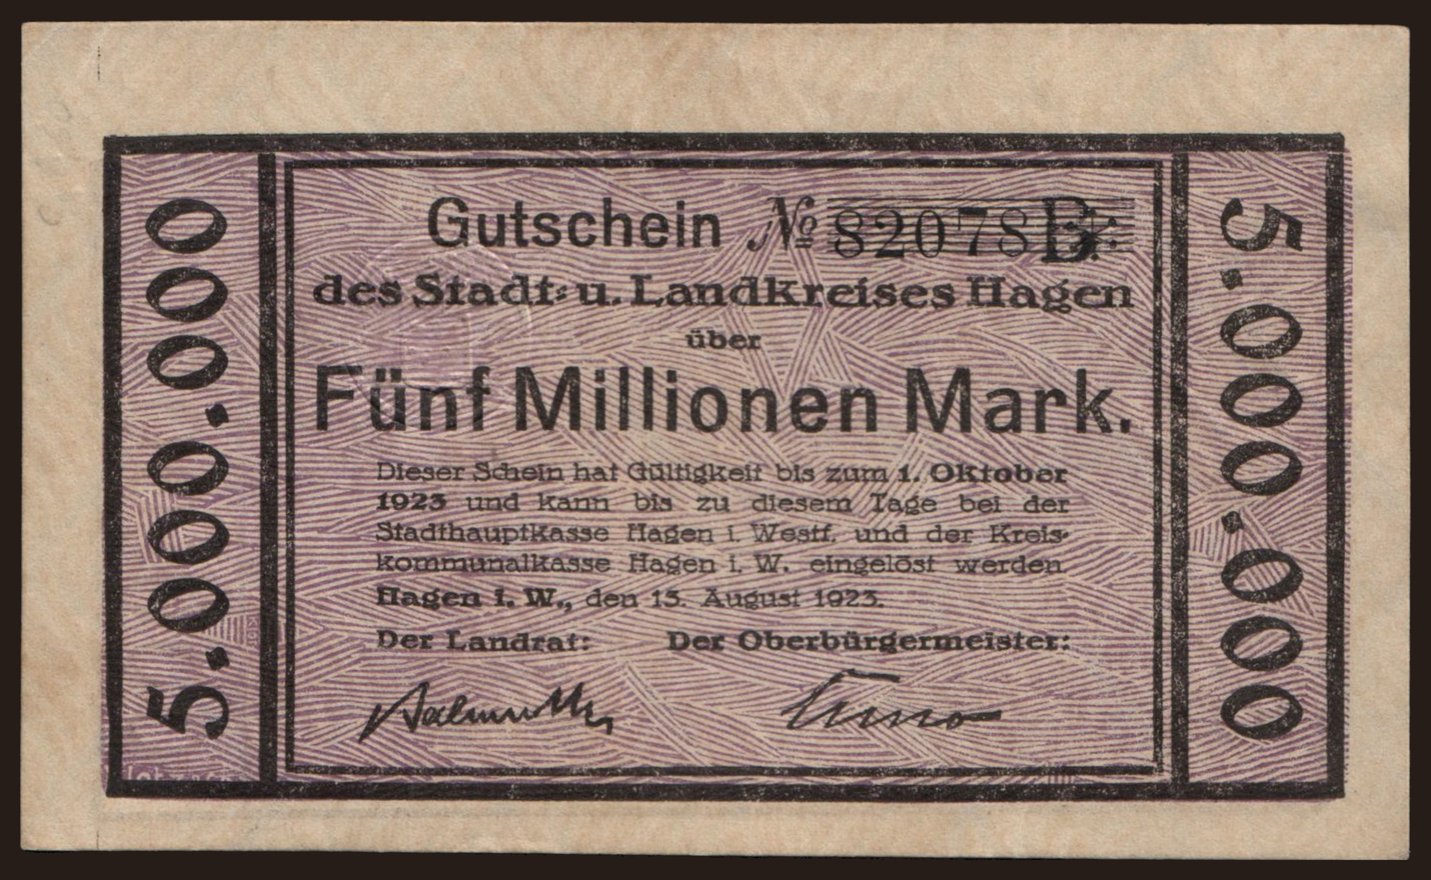 5.000.000
Gutschein № 82078 B*
des Stadt- u. Landkreises Hagen
über
Fünf Millionen Mark.
Dieser Schein hat Gültigkeit bis zum 1. Oktober
1923 und kann bis zu diesem Tage bei der
Stadthauptkasse Hagen i. Westf. und der Kreis-
kommunalkasse Hagen i. W. eingelöst werden
Hagen i. W., den 15. August 1923.
Der Landrat: Der Oberbürgermeister:
Cuno
5.000.000